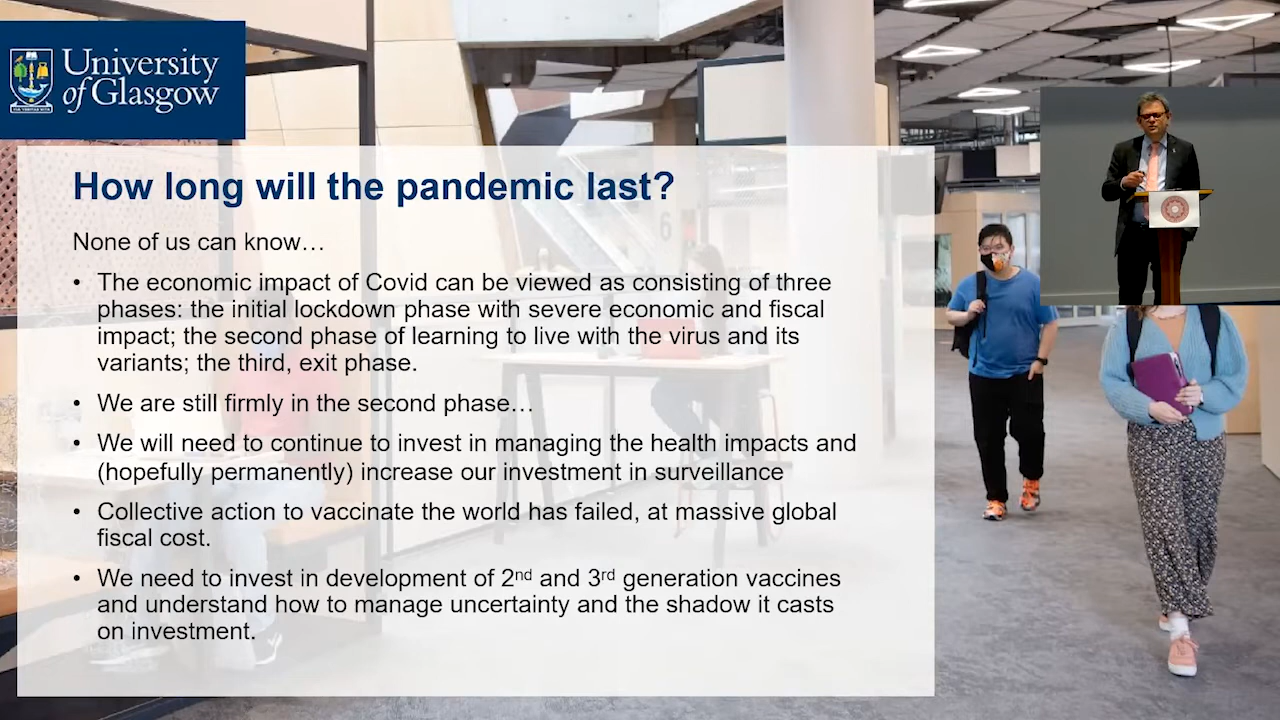 University
of Glasgow
How long will the pandemic last?
None of us can know…
• The economic impact of Covid can be viewed as consisting of three
phases: the initial lockdown phase with severe economic and fiscal
impact; the second phase of learning to live with the virus and its
variants; the third, exit phase.
• We are still firmly in the second phase…
• We will need to continue to invest in managing the health impacts and
(hopefully permanently) increase our investment in surveillance
• Collective action to vaccinate the world has failed, at massive global
fiscal cost.
• We need to invest in development of 2nd and 3rd generation vaccines
and understand how to manage uncertainty and the shadow it casts
on investment.
6